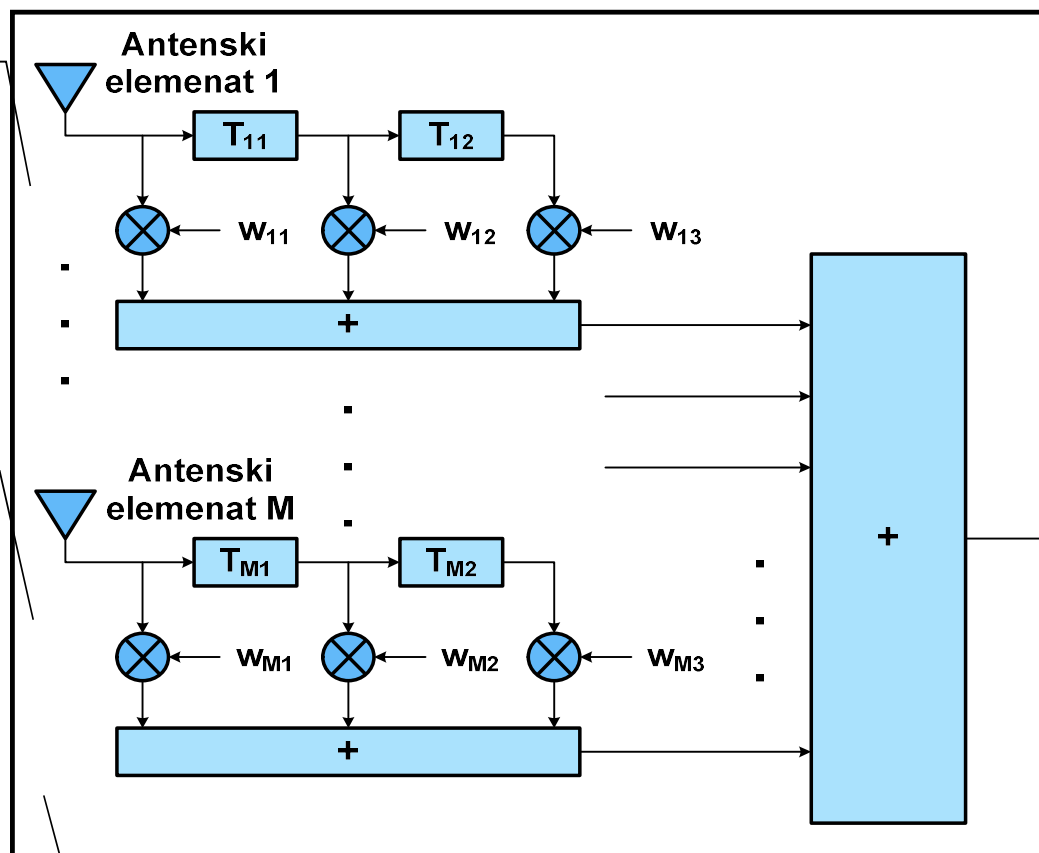 Antenski
elemenat 1
T11
T12
w11
w12
w13
+
Antenski
elemenat M
+
TM1
TM2
wM1
wM2
wM3
+